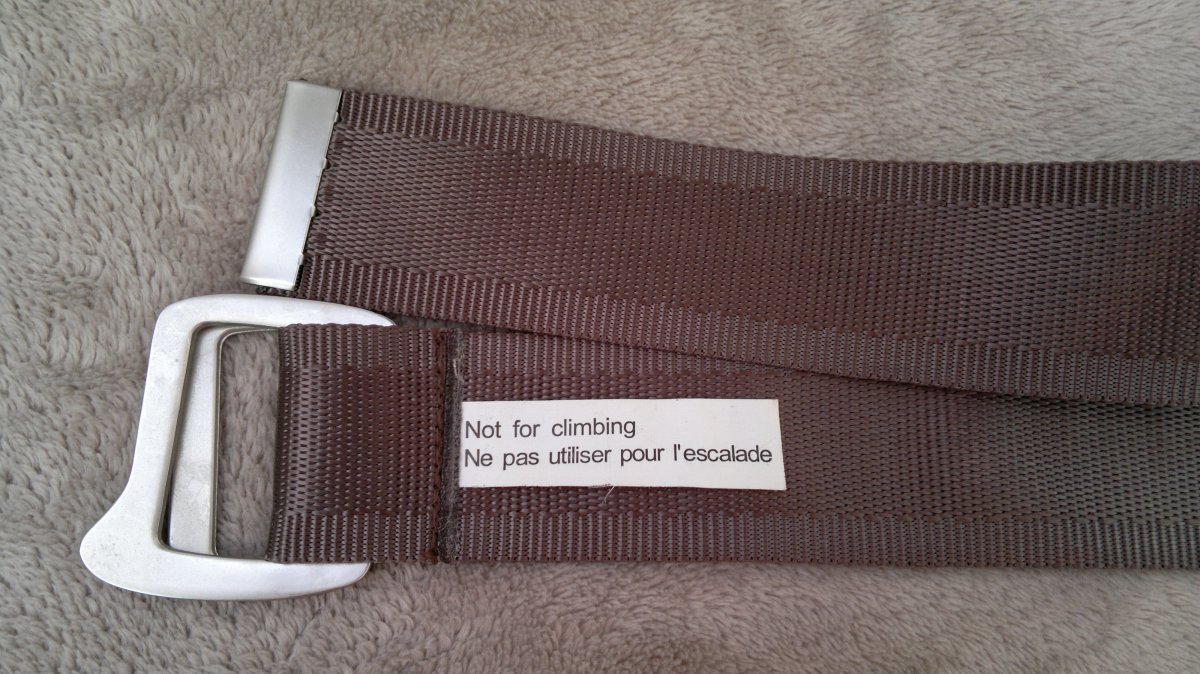 Not for climbing
Ne pas utiliser pour l'escalade